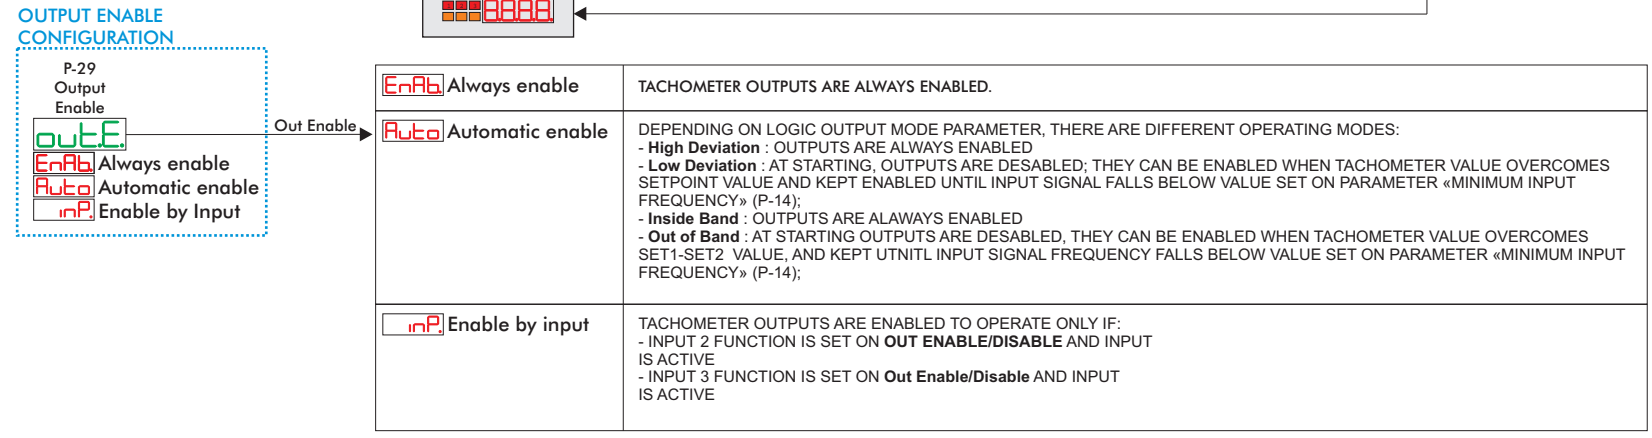 8.8.8.8.
OUTPUT ENABLE
CONFIGURATION
P-29
Output
Enable
out.E.
EnAb. Always enable
Auto Automatic enable
inP. Enable by Input
Out Enable
EnAb. Always enable
TACHOMETER OUTPUTS ARE ALWAYS ENABLED.
Auto Automatic enable
DEPENDING ON LOGIC OUTPUT MODE PARAMETER, THERE ARE DIFFERENT OPERATING MODES:
- High Deviation : OUTPUTS ARE ALWAYS ENABLED
- Low Deviation : AT STARTING, OUTPUTS ARE DESABLED; THEY CAN BE ENABLED WHEN TACHOMETER VALUE OVERCOMES
SETPOINT VALUE AND KEPT ENABLED UNTIL INPUT SIGNAL FALLS BELOW VALUE SET ON PARAMETER «MINIMUM INPUT
FREQUENCY» (P-14);
- Inside Band : OUTPUTS ARE ALAWAYS ENABLED
- Out of Band : AT STARTING OUTPUTS ARE DESABLED, THEY CAN BE ENABLED WHEN TACHOMETER VALUE OVERCOMES
SET1-SET2 VALUE, AND KEPT UTNITL INPUT SIGNAL FREQUENCY FALLS BELOW VALUE SET ON PARAMETER «MINIMUM INPUT
FREQUENCY» (P-14);
inP. Enable by input
TACHOMETER OUTPUTS ARE ENABLED TO OPERATE ONLY IF:
- INPUT 2 FUNCTION IS SET ON OUT ENABLE/DISABLE AND INPUT
IS ACTIVE
- INPUT 3 FUNCTION IS SET ON Out Enable/Disable AND INPUT
IS ACTIVE